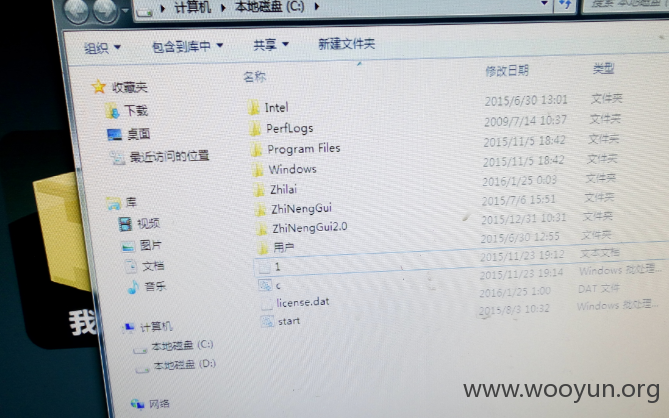 计算机 ▸ 本地磁盘 (C:) ▸
组织 包含到库中 共享 新建文件夹
名称 修改日期 类型
收藏夹
下载
桌面
最近访问的位置
库
视频
图片
文档
音乐
计算机
本地磁盘 (C:)
本地磁盘 (D:)
网络
Intel 2015/6/30 13:01 文件夹
PerfLogs 2009/7/14 10:37 文件夹
Program Files 2015/11/5 18:42 文件夹
Windows 2015/11/5 18:42 文件夹
Zhilai 2016/1/25 0:03 文件夹
ZhiNengGui 2015/7/6 15:51 文件夹
ZhiNengGui2.0 2015/12/31 10:31 文件夹
用户 2015/6/30 12:55 文件夹
1 2015/11/23 19:12 文本文档
c 2015/11/23 19:14 Windows 批处理...
license.dat 2016/1/25 1:00 DAT 文件
start 2015/8/3 10:32 Windows 批处理...
我
www.wooyun.org